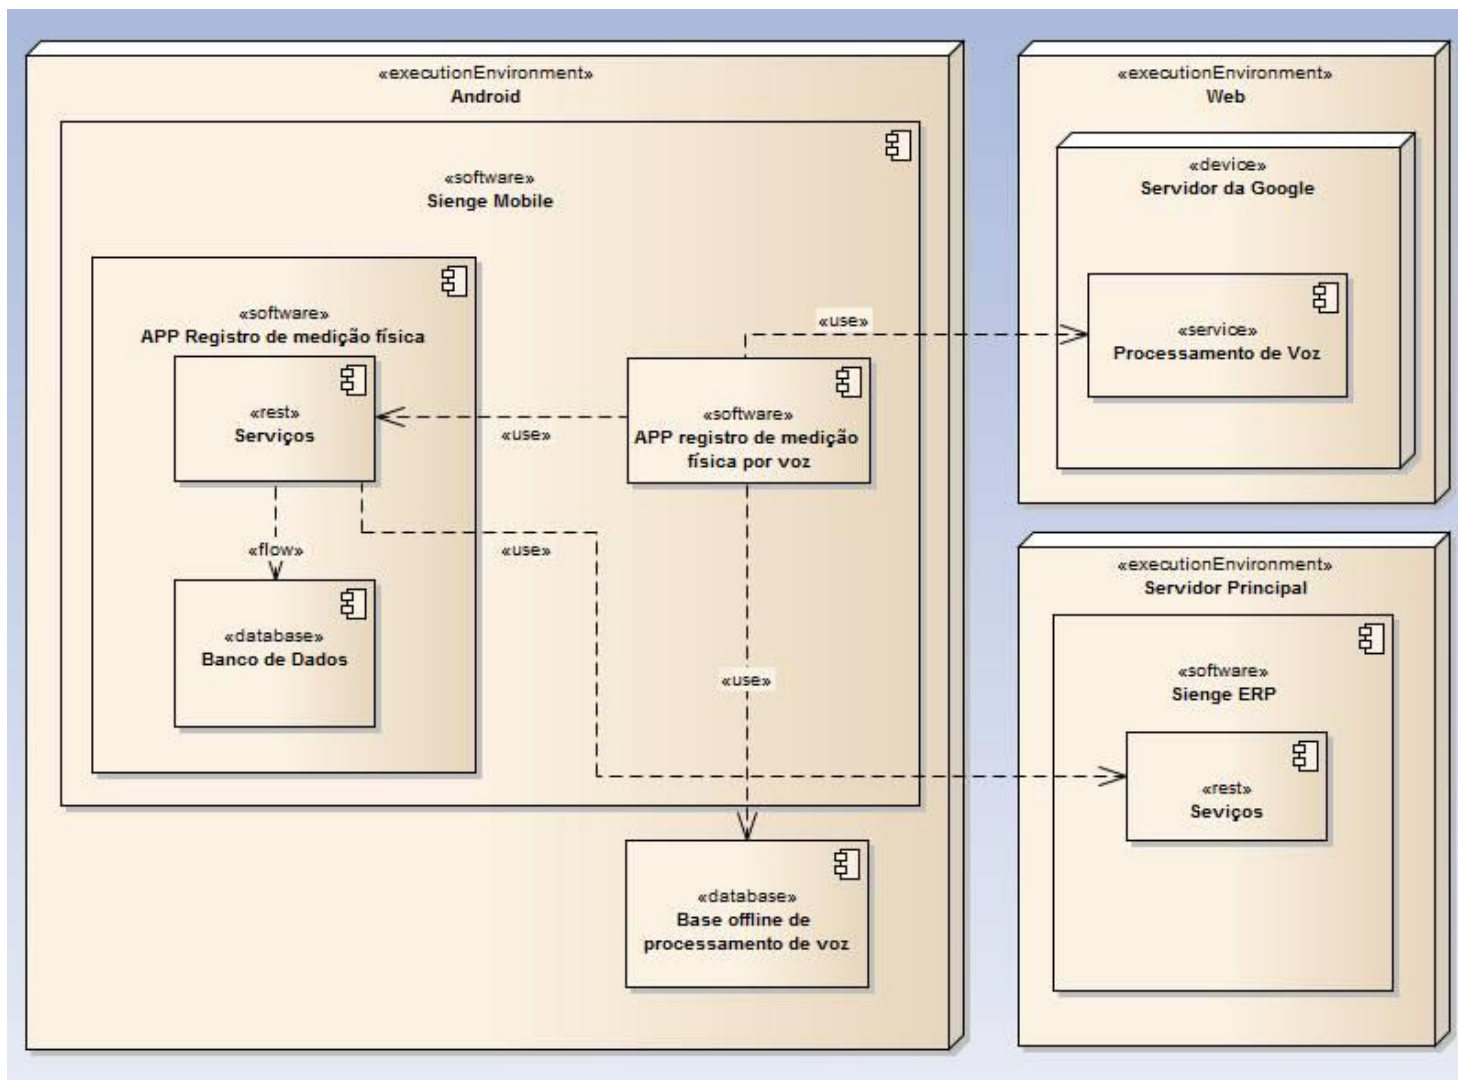 «executionEnvironment»
Android
«software»
Sienge Mobile
«software»
APP Registro de medição física
«rest»
Serviços
«flow»
«database»
Banco de Dados
«use»
«use»
«software»
APP registro de medição
física por voz
«use»
«use»
«database»
Base offline de
processamento de voz
«executionEnvironment»
Web
«device»
Servidor da Google
«service»
Processamento de Voz
«executionEnvironment»
Servidor Principal
«software»
Sienge ERP
«rest»
Seviços